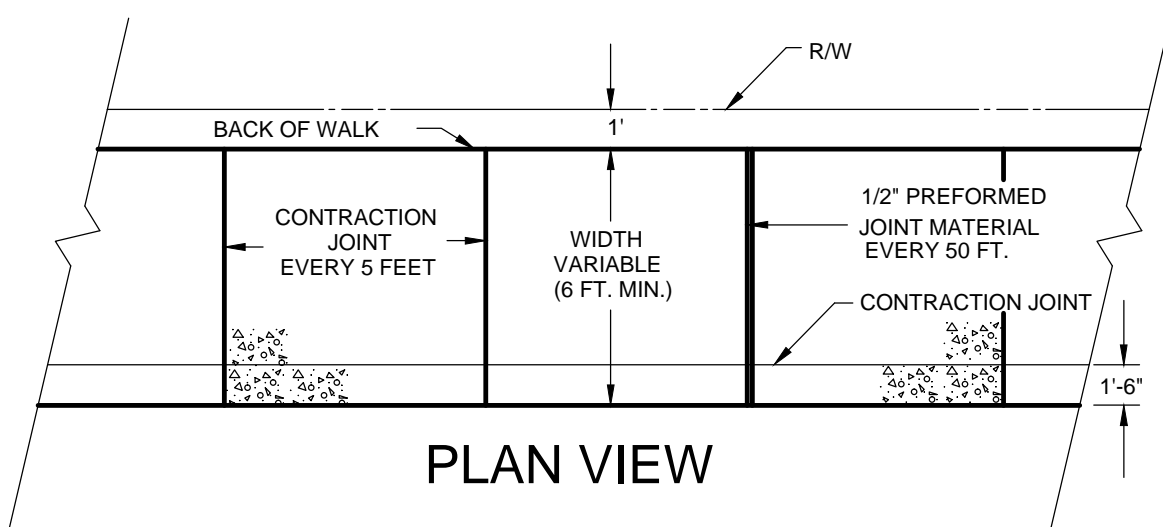 R/W
1'
BACK OF WALK
CONTRACTION
JOINT
EVERY 5 FEET
WIDTH
VARIABLE
(6 FT. MIN.)
1/2" PREFORMED
JOINT MATERIAL
EVERY 50 FT.
CONTRACTION JOINT
1'-6"
PLAN VIEW